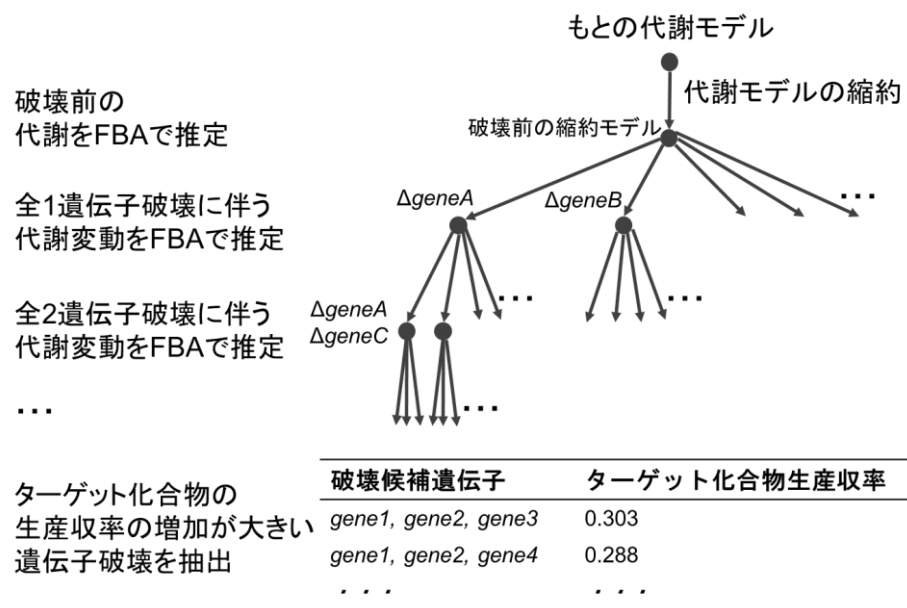 もとの代謝モデル
代謝モデルの縮約
破壊前の
代謝をFBAで推定
破壊前の縮約モデル
全1遺伝子破壊に伴う
代謝変動をFBAで推定
ΔgeneA
ΔgeneB
...
全2遺伝子破壊に伴う
代謝変動をFBAで推定
ΔgeneA
ΔgeneC
...
...
...
...
ターゲット化合物の
生産収率の増加が大きい
遺伝子破壊を抽出
破壊候補遺伝子 ターゲット化合物生産収率
gene1, gene2, gene3 0.303
gene1, gene2, gene4 0.288
... ...